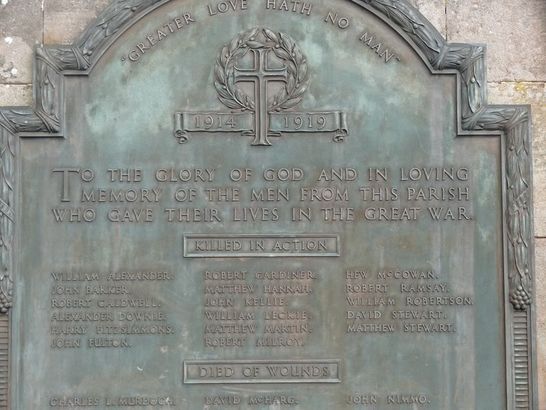 "GREATER LOVE HATH NO MAN"
1914 1919
TO THE GLORY OF GOD AND IN LOVING
MEMORY OF THE MEN FROM THIS PARISH
WHO GAVE THEIR LIVES IN THE GREAT WAR.
KILLED IN ACTION
WILLIAM ALEXANDER. ROBERT GARDINER. HEW McCOWAN.
JOHN BARKER. MATTHEW HANNAH. ROBERT RAMSAY.
ROBERT CALDWELL. JOHN KELLIE. WILLIAM ROBERTSON.
ALEXANDER DOWNIE. WILLIAM LECKIE. DAVID STEWART.
HARRY FITZSIMMONS. MATTHEW MARTIN. MATTHEW STEWART.
JOHN FULTON. ROBERT MILROY.
DIED OF WOUNDS
CHARLES L. MURDOCH. DAVID McHARG. JOHN NIMMO.